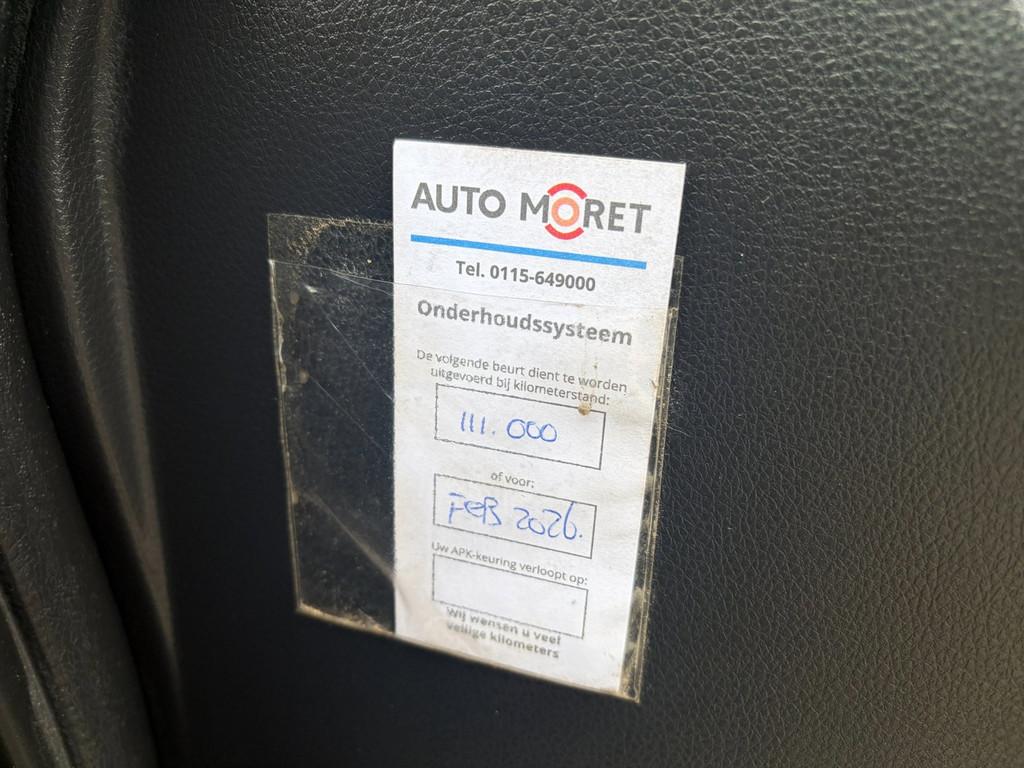 AUTO MORET
Tel. 0115-649000
Onderhoudssysteem
De volgende beurt dient te worden
uitgevoerd bij kilometerstand:
111.000
of voor:
FEB 2026.
Uw APK-keuring verloopt op:
Wij wensen u veel
veilige kilometers